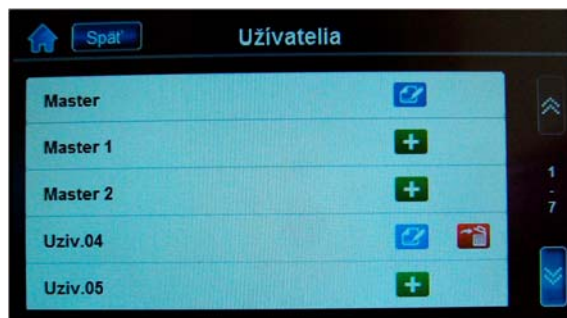 Späť
Užívatelia
Master
Master 1
Master 2
Uziv.04
Uziv.05
1
-
7